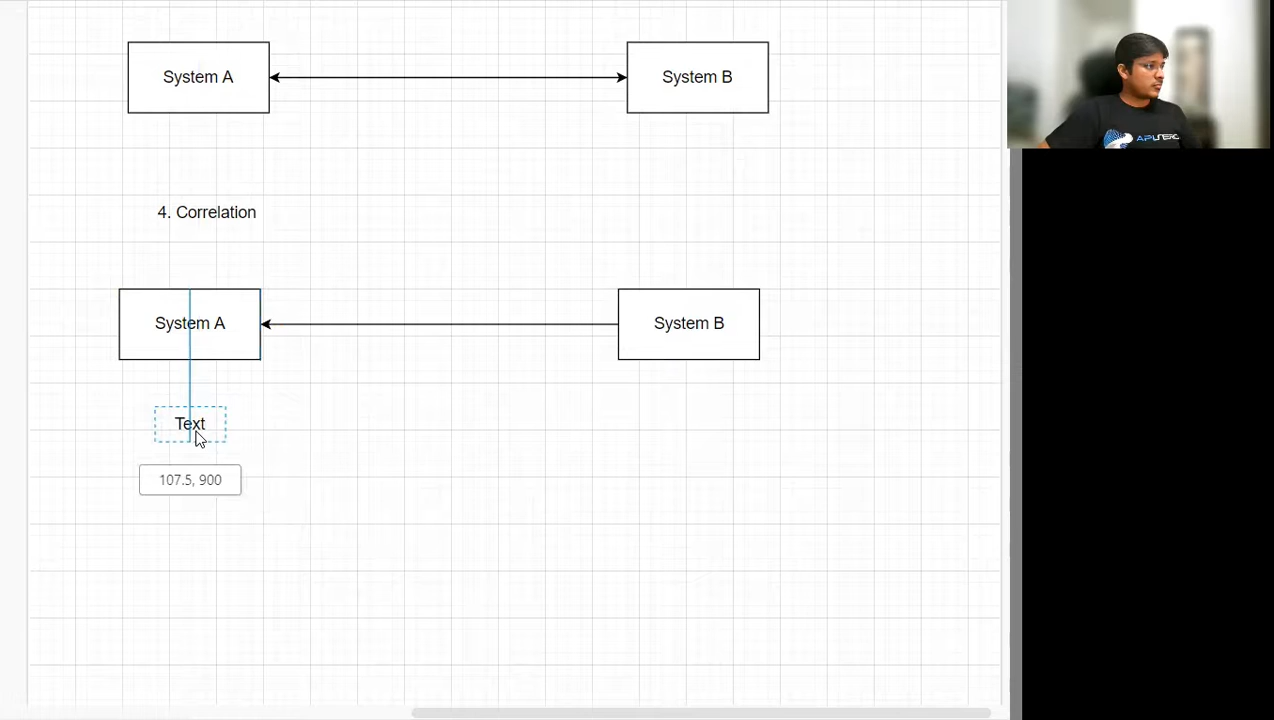 System A
System B
4. Correlation
System A
System B
Text
107.5, 900